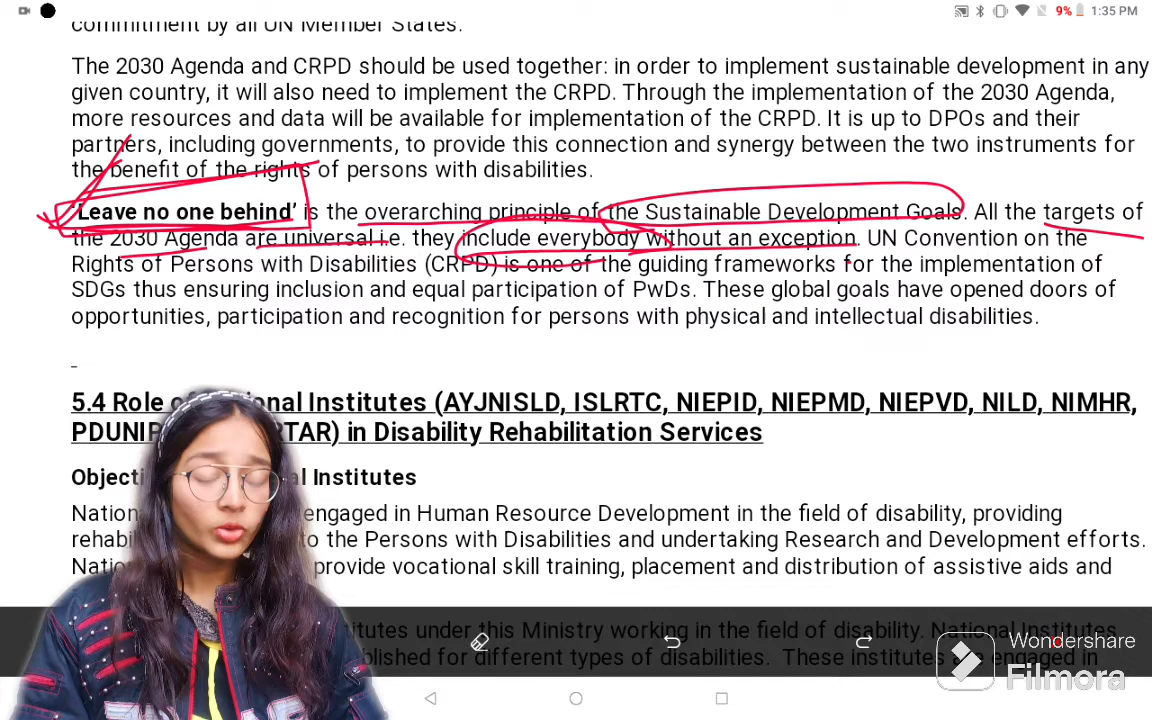 9% 1:35 PM
commitment by all UN Member States.
The 2030 Agenda and CRPD should be used together: in order to implement sustainable development in any
given country, it will also need to implement the CRPD. Through the implementation of the 2030 Agenda,
more resources and data will be available for implementation of the CRPD. It is up to DPOs and their
partners, including governments, to provide this connection and synergy between the two instruments for
the benefit of the rights of persons with disabilities.
'Leave no one behind' is the overarching principle of the Sustainable Development Goals. All the targets of
the 2030 Agenda are universal i.e. they include everybody without an exception. UN Convention on the
Rights of Persons with Disabilities (CRPD) is one of the guiding frameworks for the implementation of
SDGs thus ensuring inclusion and equal participation of PwDs. These global goals have opened doors of
opportunities, participation and recognition for persons with physical and intellectual disabilities.
5.4 Role of Institutes (AYJNISLD, ISLRTC, NIEPID, NIEPMD, NIEPVD, NILD, NIMHR,
in Disability Rehabilitation Services
Institutes
engaged in Human Resource Development in the field of disability, providing
to the Persons with Disabilities and undertaking Research and Development efforts.
provide vocational skill training, placement and distribution of assistive aids and
under this Ministry working in the field of disability. National Institutes
for different types of disabilities. These engaged in
Wondershare
Filmora